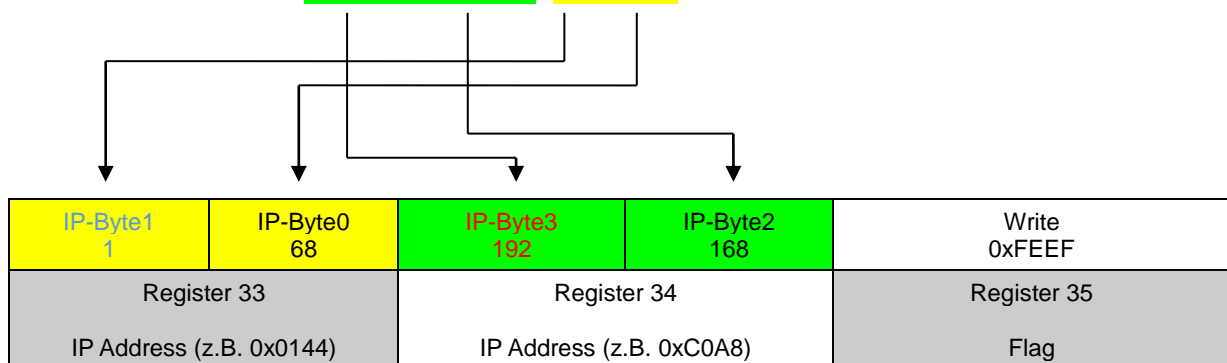 IP-Byte1 IP-Byte0 IP-Byte3 IP-Byte2 Write
1 68 192 168 0xFEEF
Register 33 Register 34 Register 35
IP Address (z.B. 0x0144) IP Address (z.B. 0xC0A8) Flag